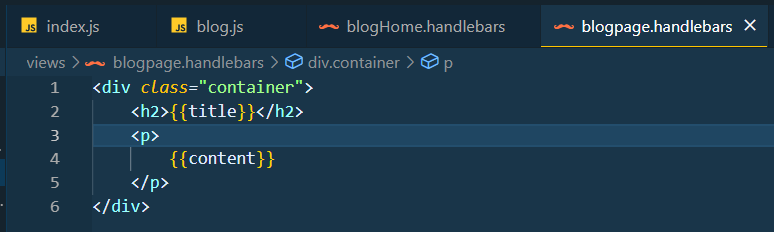 JS index.js JS blog.js blogHome.handlebars blogpage.handlebars ×
views > blogpage.handlebars > div.container > p
1 <div class="container">
2     <h2>{{title}}</h2>
3     <p>
4         {{content}}
5     </p>
6 </div>